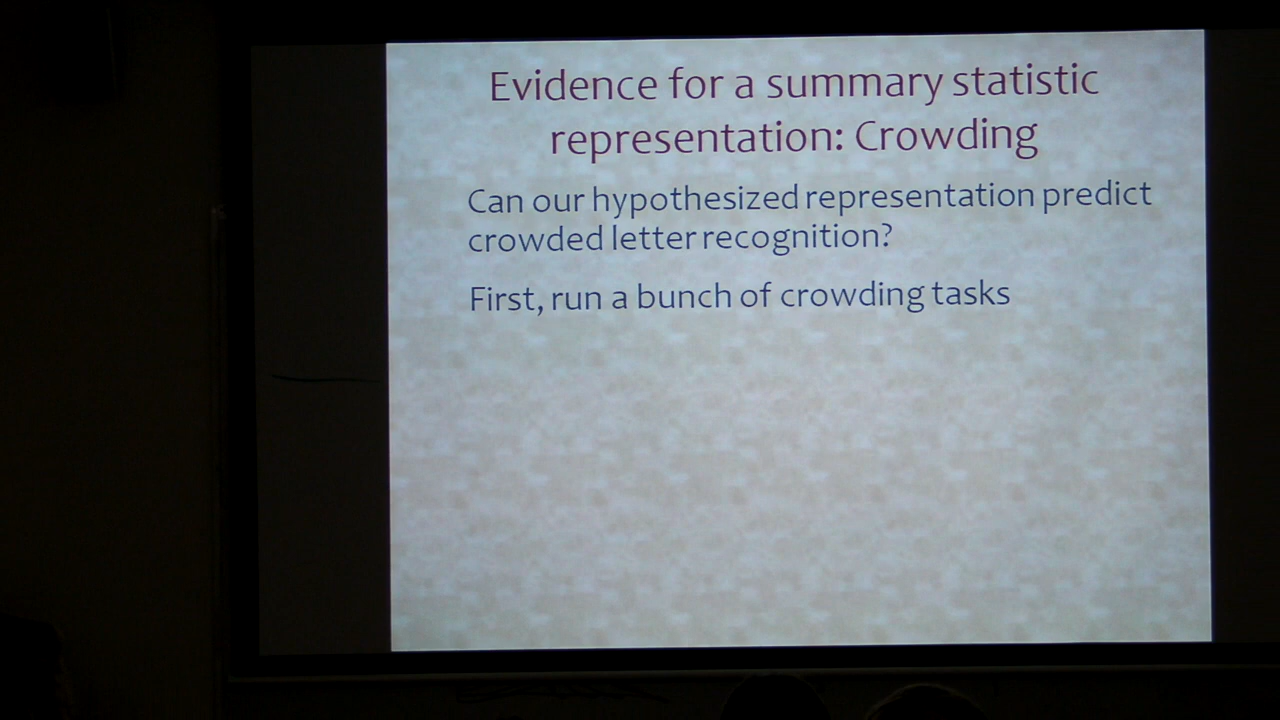 Evidence for a summary statistic
representation: Crowding
Can our hypothesized representation predict
crowded letter recognition?
First, run a bunch of crowding tasks